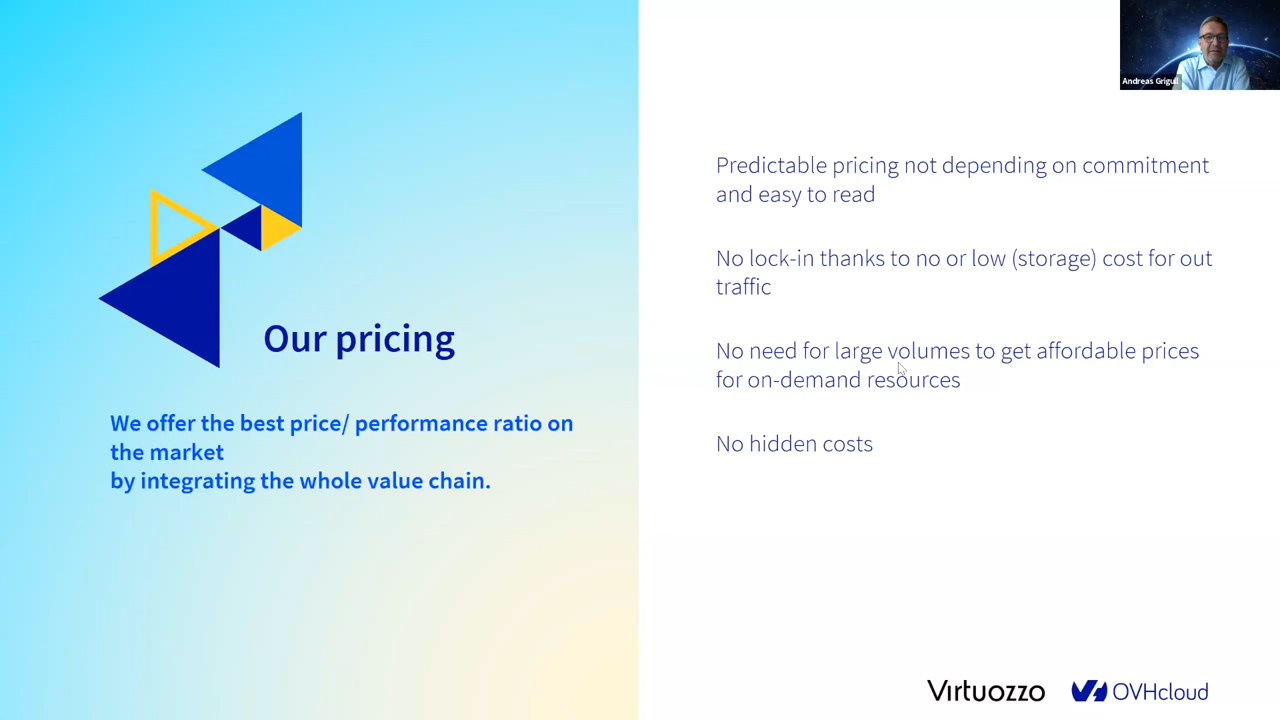 Andreas Grigull
Predictable pricing not depending on commitment
and easy to read
No lock-in thanks to no or low (storage) cost for out
traffic
Our pricing
No need for large volumes to get affordable prices
for on-demand resources
We offer the best price/ performance ratio on
the market
by integrating the whole value chain.
No hidden costs
Virtuozzo
OVHcloud